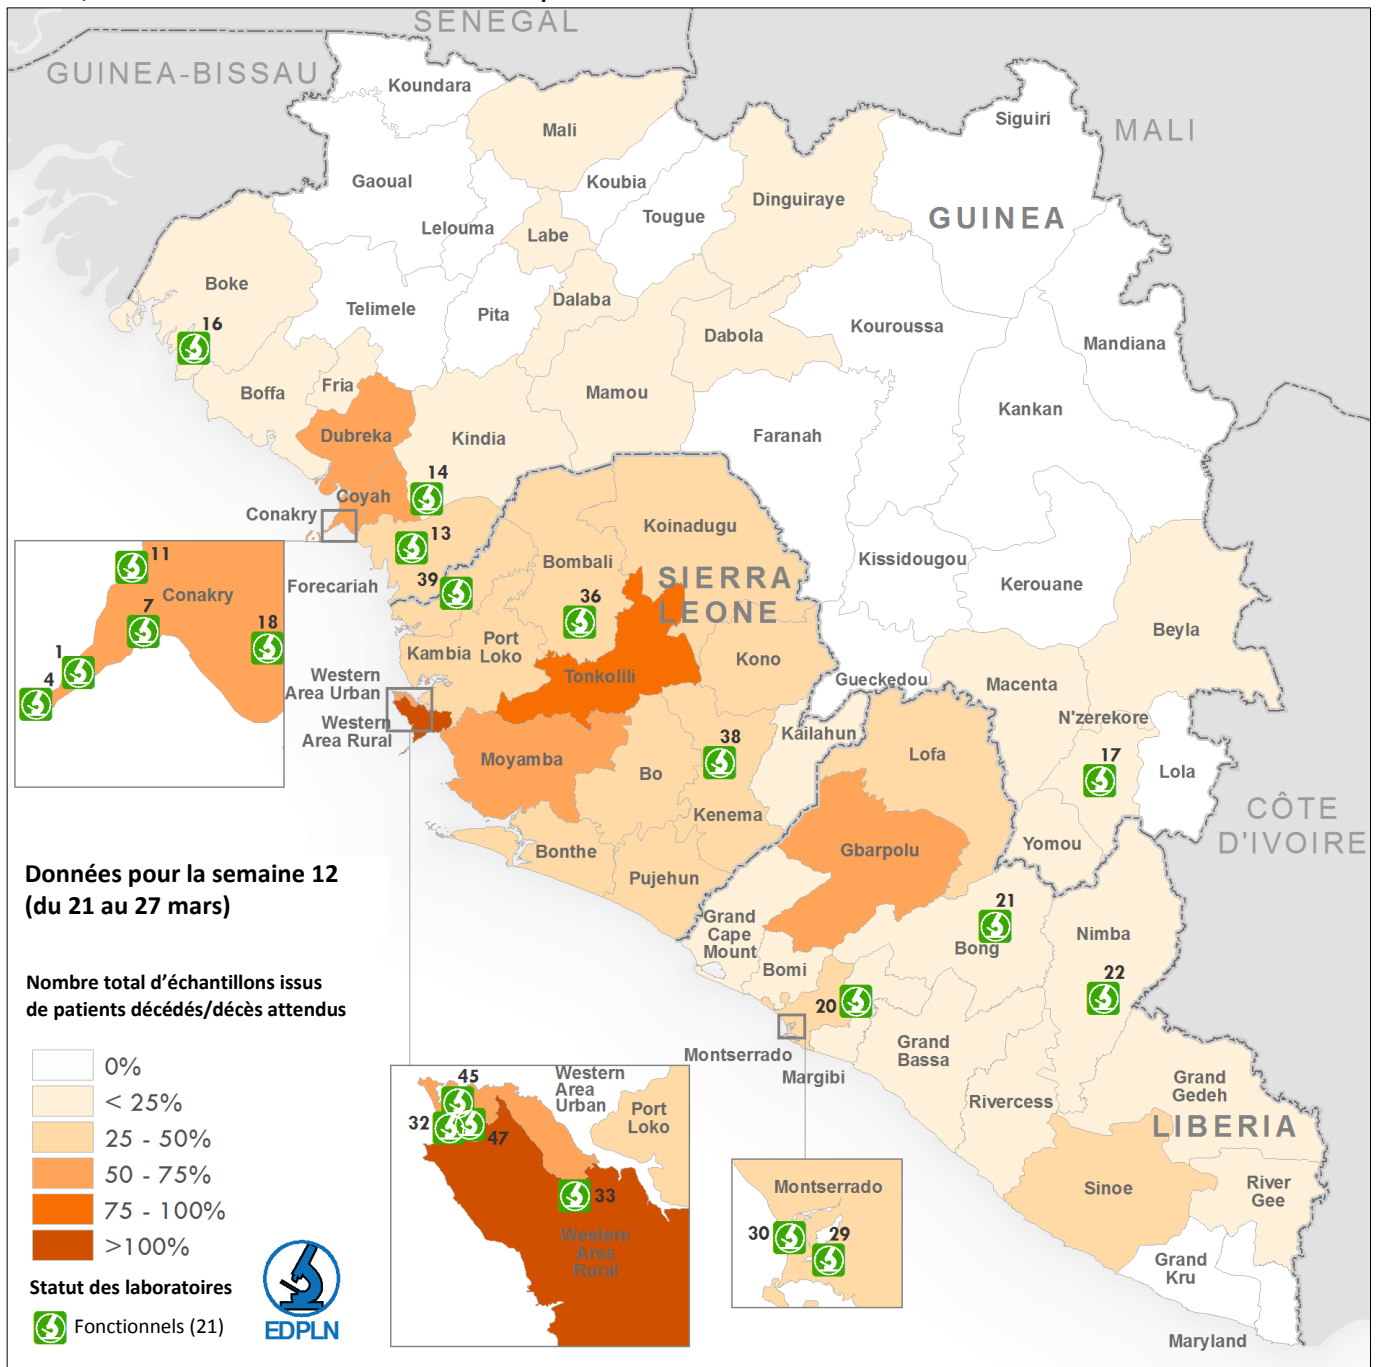 SENEGAL
GUINEA-BISSAU
Koundara
Mali
Siguiri
MALI
Gaoual
Koubia
Tougue
Dinguiraye
GUINEA
Lelouma
Labe
Boke
Telimele
Pita
Dalaba
Dabola
Kouroussa
Mandiana
16
Boffa
Fria
Mamou
Kankan
Dubreka
Kindia
Faranah
14
Coyah
Conakry
13
Koinadugu
Bombali
Kissidougou
Kerouane
11
Conakry
Forecariah
39
SIERRA
LEONE
36
7
18
Port
Loko
Kambia
Kono
Beyla
1
4
Western
Area Urban
Tonkolili
Gueckedou
Macenta
Western
Area Rural
Kailahun
N'zerekore
38
Moyamba
Bo
Lofa
17
Lola
Kenema
CÔTE
D'IVOIRE
Bonthe
Gbarpolu
Yomou
Pujehun
Données pour la semaine 12
(du 21 au 27 mars)
Grand
Cape
Mount
21
Bong
Nimba
Bomi
22
20
Nombre total d'échantillons issus
de patients décédés/décès attendus
Montserrado
Margibi
Grand
Bassa
Grand
Gedeh
Rivercess
LIBERIA
0%
< 25%
25 - 50%
50 - 75%
75 - 100%
>100%
45
Western
Area
Urban
Port
Loko
32
47
33
Western
Area
Rural
Sinoe
River
Gee
Montserrado
30
29
Grand
Kru
Maryland
Statut des laboratoires
Fonctionnels (21)
EDPLN